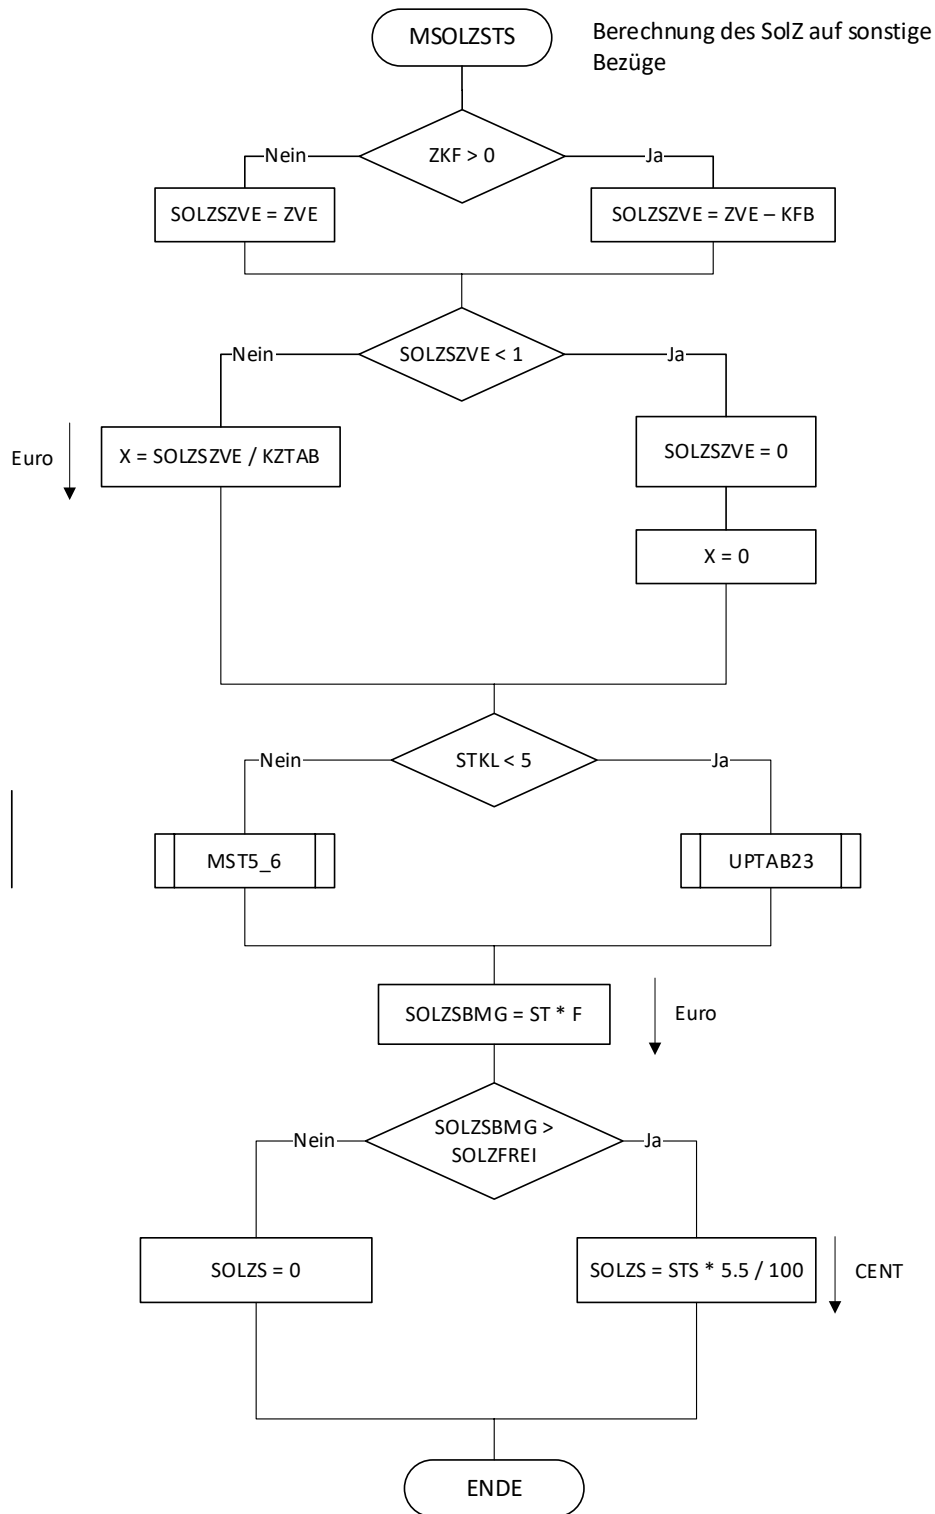 MSOLZSTS
Berechnung des SolZ auf sonstige
Bezüge
ZKF > 0
Nein
Ja
SOLZSZVE = ZVE
SOLZSZVE = ZVE – KFB
SOLZSZVE < 1
Nein
Ja
Euro
X = SOLZSZVE / KZTAB
SOLZSZVE = 0
X = 0
STKL < 5
Nein
Ja
MST5_6
UPTAB23
SOLZSBMG = ST * F
Euro
SOLZSBMG >
SOLZFREI
Nein
Ja
SOLZS = 0
SOLZS = STS * 5.5 / 100
CENT
ENDE